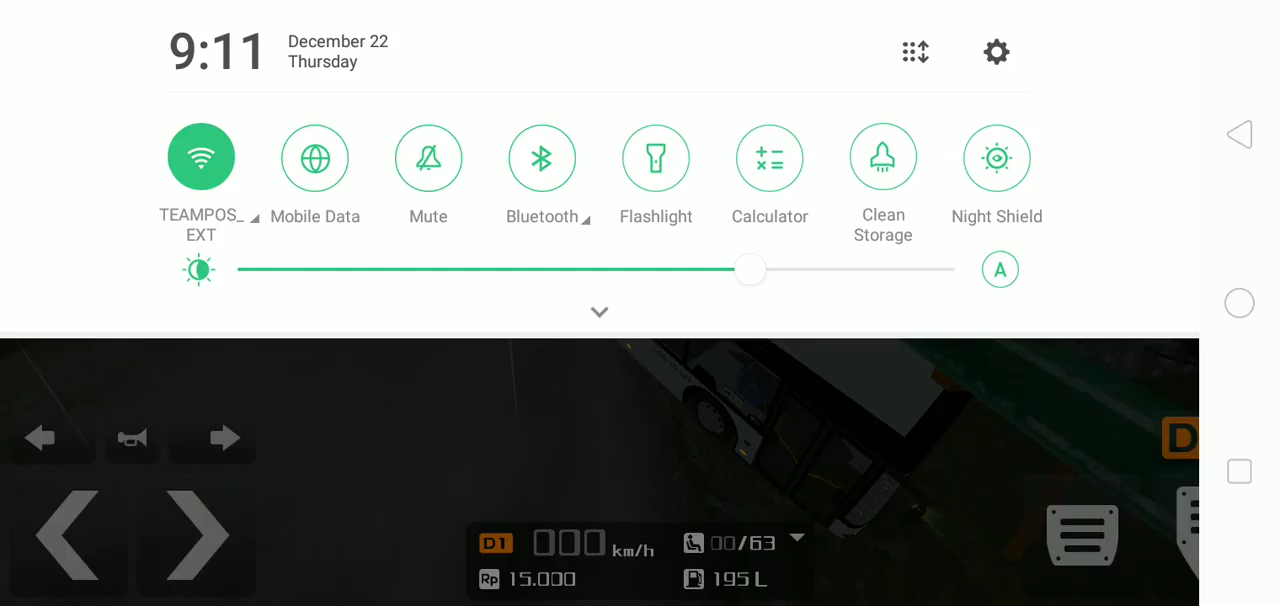 9:11
December 22
Thursday
TEAMPOS_
EXT
Mobile Data
Mute
Bluetooth
Flashlight
Calculator
Clean
Storage
Night Shield
A
D
D1 000 km/h 00/63
Rp 15.000 195 L